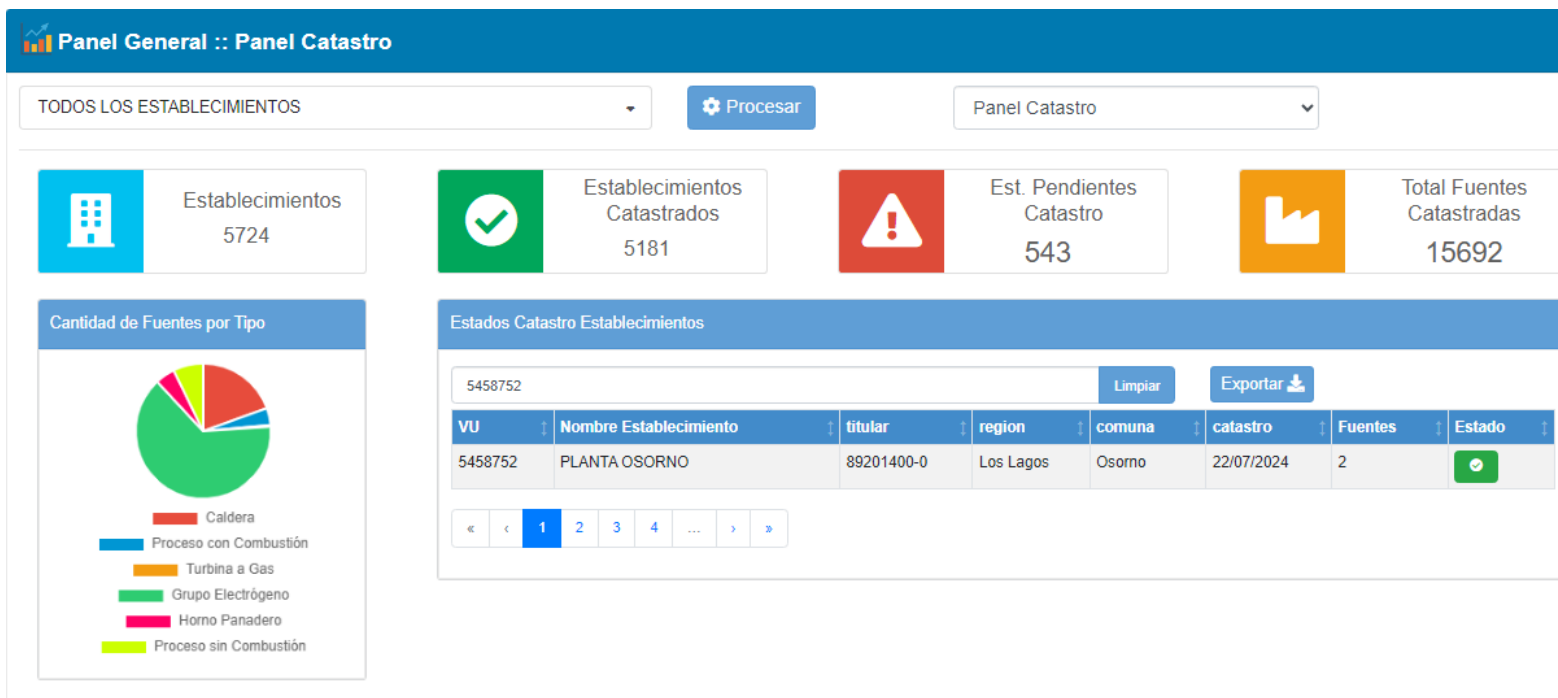 Panel General :: Panel Catastro
TODOS LOS ESTABLECIMIENTOS
Procesar
Panel Catastro
Establecimientos
5724
Establecimientos
Catastrados
5181
Est. Pendientes
Catastro
543
Total Fuentes
Catastradas
15692
Cantidad de Fuentes por Tipo
Caldera
Proceso con Combustión
Turbina a Gas
Grupo Electrógeno
Horno Panadero
Proceso sin Combustión
Estados Catastro Establecimientos
5458752
Limpiar
Exportar
VU Nombre Establecimiento titular region comuna catastro Fuentes Estado
5458752 PLANTA OSORNO 89201400-0 Los Lagos Osorno 22/07/2024 2
« ‹ 1 2 3 4 ... › »